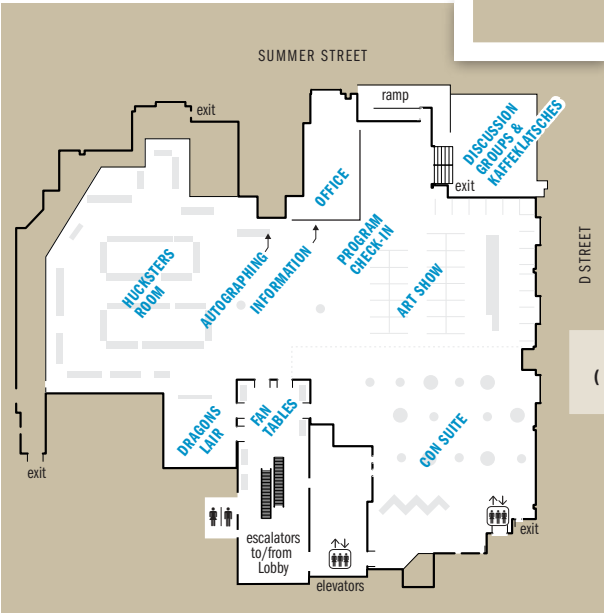 SUMMER STREET
ramp
exit
DISCUSSION
GROUPS &
KAFFEKLATSCHES
OFFICE
exit
PROGRAM
CHECK-IN
D STREET
HUCKSTERS
ROOM
AUTOGRAPHING
INFORMATION
ART SHOW
(
DRAGONS
LAIR
FAN
TABLES
CON SUITE
exit
escalators
to/from
Lobby
exit
elevators